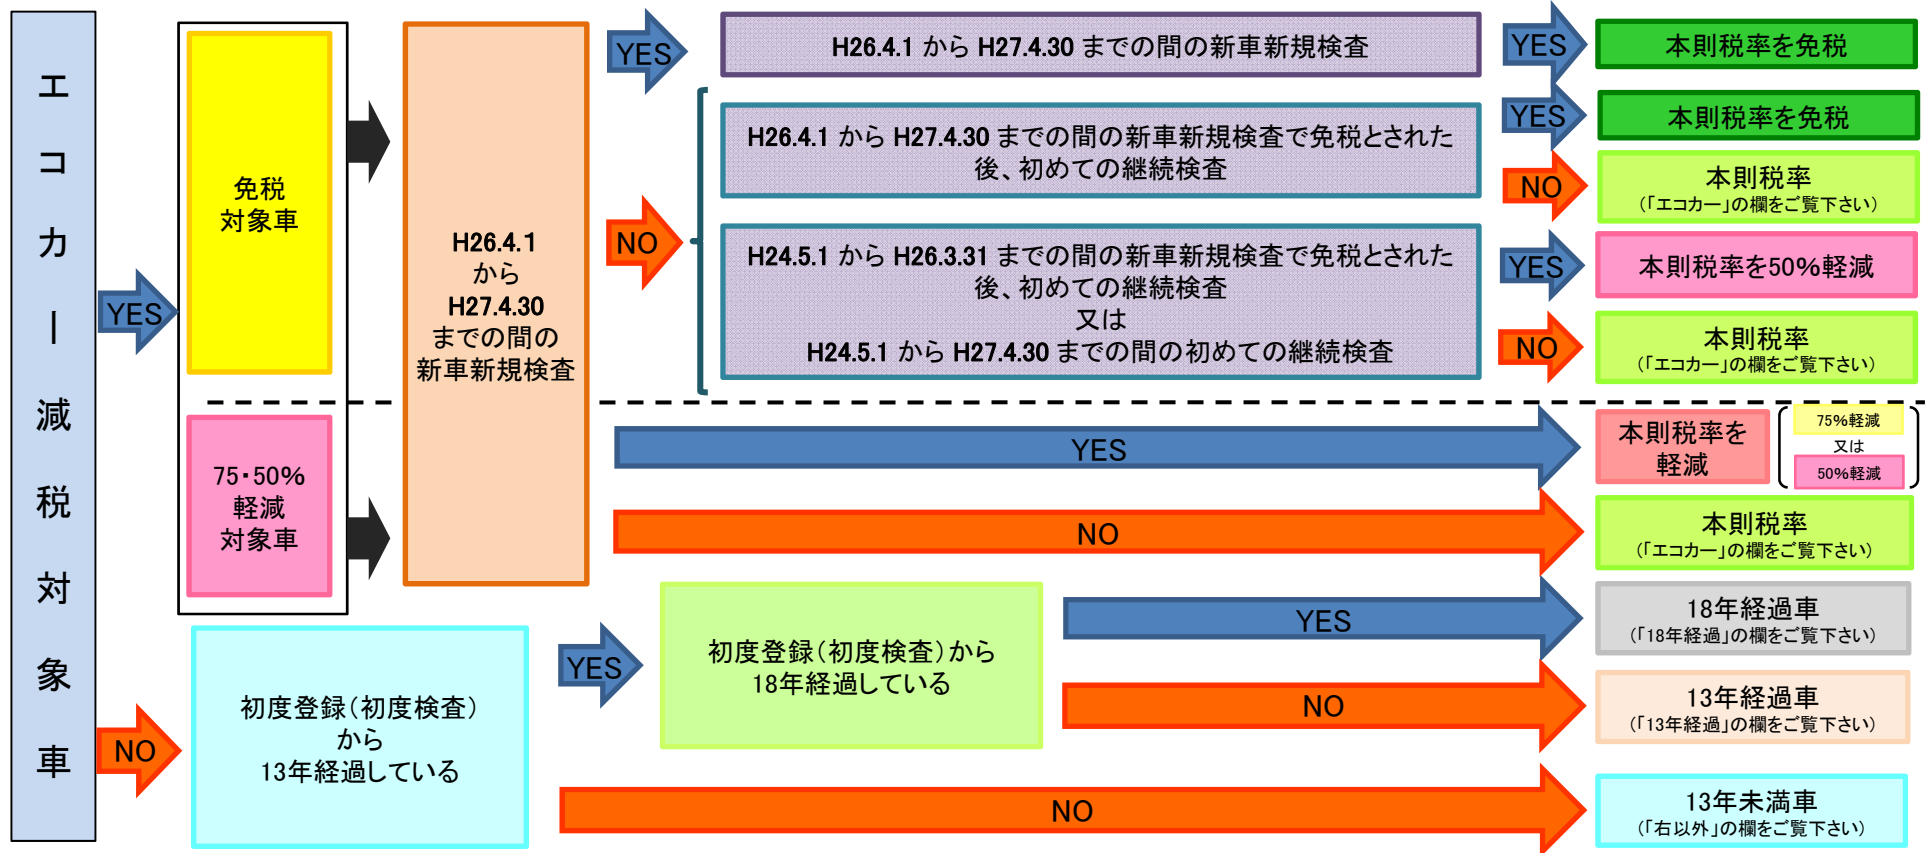 エコカー減税対象車
YES
NO
免税
対象車
75・50%
軽減
対象車
H26.4.1
から
H27.4.30
までの間の
新車新規検査
YES
H26.4.1 から H27.4.30 までの間の新車新規検査
YES
本則税率を免税
NO
H26.4.1 から H27.4.30 までの間の新車新規検査で免税とされた
後、初めての継続検査
YES
本則税率を免税
NO
本則税率
(「エコカー」の欄をご覧下さい)
H24.5.1 から H26.3.31 までの間の新車新規検査で免税とされた
後、初めての継続検査
又は
H24.5.1 から H27.4.30 までの間の初めての継続検査
YES
本則税率を50%軽減
NO
本則税率
(「エコカー」の欄をご覧下さい)
YES
本則税率を
軽減
75%軽減
又は
50%軽減
NO
本則税率
(「エコカー」の欄をご覧下さい)
初度登録(初度検査)
から
13年経過している
YES
初度登録(初度検査)から
18年経過している
YES
18年経過車
(「18年経過」の欄をご覧下さい)
NO
13年経過車
(「13年経過」の欄をご覧下さい)
NO
13年未満車
(「右以外」の欄をご覧下さい)